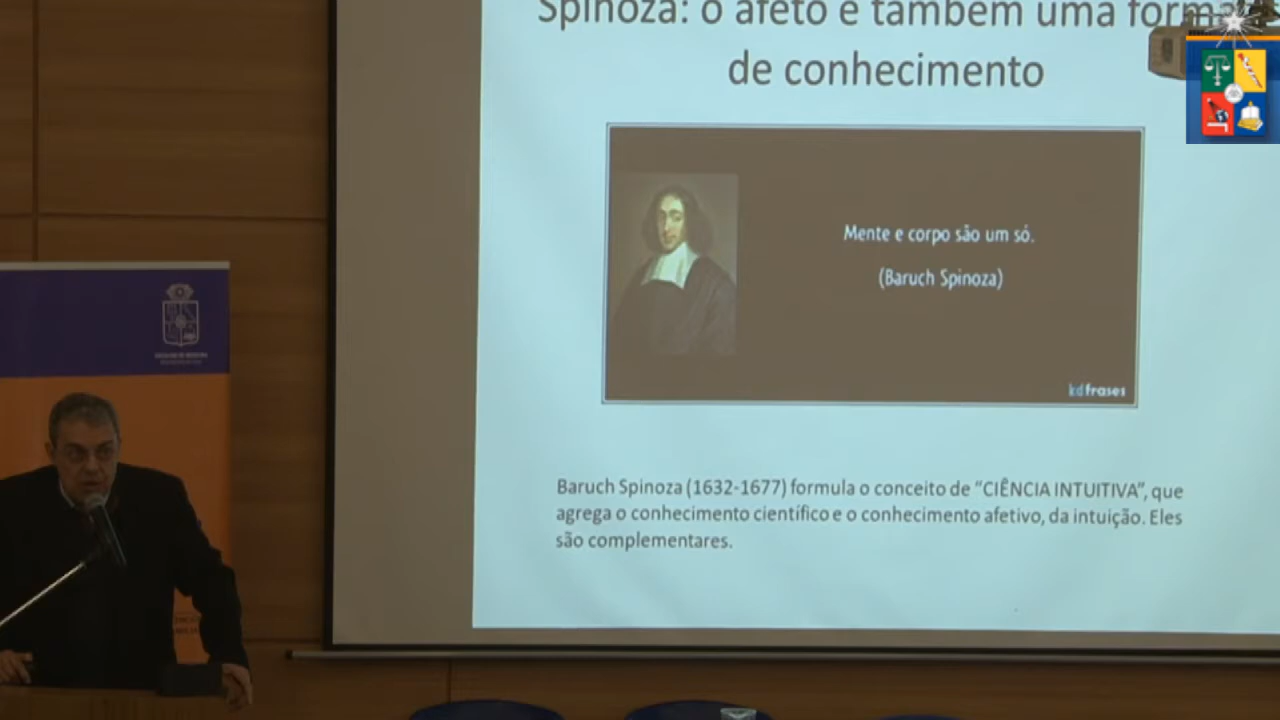 Spinoza: o afeto é também uma forma
de conhecimento
Mente e corpo são um só.
(Baruch Spinoza)
kdfrases
Baruch Spinoza (1632-1677) formula o conceito de “CIÊNCIA INTUITIVA”, que
agrega o conhecimento científico e o conhecimento afetivo, da intuição. Eles
são complementares.